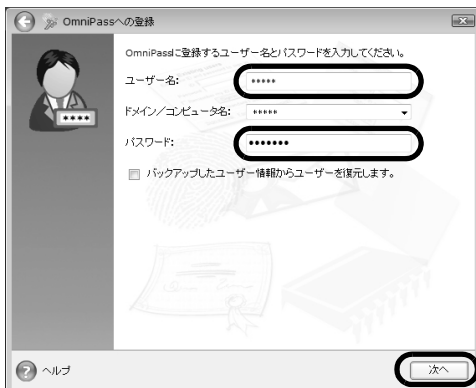 OmniPassへの登録
OmniPassに登録するユーザー名とパスワードを入力してください。
ユーザー名: *****
ドメイン/コンピュータ名: *****
パスワード: •••••••
****
バックアップしたユーザー情報からユーザーを復元します。
? ヘルプ
次へ